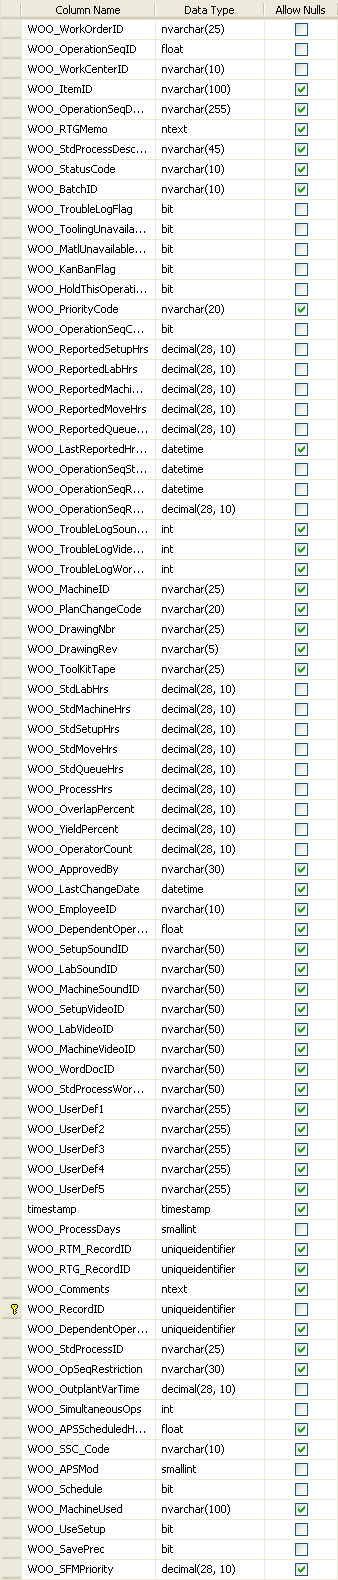 Column Name Data Type Allow Nulls
WOO_WorkOrderID nvarchar(25)
WOO_OperationSeqID float
WOO_WorkCenterID nvarchar(10)
WOO_ItemID nvarchar(100)
WOO_OperationSeqD... nvarchar(255)
WOO_RTGMemo ntext
WOO_StdProcessDesc... nvarchar(45)
WOO_StatusCode nvarchar(10)
WOO_BatchID nvarchar(10)
WOO_TroubleLogFlag bit
WOO_ToolingUnavaila... bit
WOO_MatlUnavailable... bit
WOO_KanBanFlag bit
WOO_HoldThisOperati... bit
WOO_PriorityCode nvarchar(20)
WOO_OperationSeqC... bit
WOO_ReportedSetupHrs decimal(28, 10)
WOO_ReportedLabHrs decimal(28, 10)
WOO_ReportedMachi... decimal(28, 10)
WOO_ReportedMoveHrs decimal(28, 10)
WOO_ReportedQueue... decimal(28, 10)
WOO_LastReportedHr... datetime
WOO_OperationSeqSt... datetime
WOO_OperationSeqR... datetime
WOO_OperationSeqR... decimal(28, 10)
WOO_TroubleLogSoun... int
WOO_TroubleLogVide... int
WOO_TroubleLogWor... int
WOO_MachineID nvarchar(25)
WOO_PlanChangeCode nvarchar(20)
WOO_DrawingNbr nvarchar(25)
WOO_DrawingRev nvarchar(5)
WOO_ToolKitTape nvarchar(25)
WOO_StdLabHrs decimal(28, 10)
WOO_StdMachineHrs decimal(28, 10)
WOO_StdSetupHrs decimal(28, 10)
WOO_StdMoveHrs decimal(28, 10)
WOO_StdQueueHrs decimal(28, 10)
WOO_ProcessHrs decimal(28, 10)
WOO_OverlapPercent decimal(28, 10)
WOO_YieldPercent decimal(28, 10)
WOO_OperatorCount decimal(28, 10)
WOO_ApprovedBy nvarchar(30)
WOO_LastChangeDate datetime
WOO_EmployeeID nvarchar(10)
WOO_DependentOper... float
WOO_SetupSoundID nvarchar(50)
WOO_LabSoundID nvarchar(50)
WOO_MachineSoundID nvarchar(50)
WOO_SetupVideoID nvarchar(50)
WOO_LabVideoID nvarchar(50)
WOO_MachineVideoID nvarchar(50)
WOO_WordDocID nvarchar(50)
WOO_StdProcessWor... nvarchar(50)
WOO_UserDef1 nvarchar(255)
WOO_UserDef2 nvarchar(255)
WOO_UserDef3 nvarchar(255)
WOO_UserDef4 nvarchar(255)
WOO_UserDef5 nvarchar(255)
timestamp timestamp
WOO_ProcessDays smallint
WOO_RTM_RecordID uniqueidentifier
WOO_RTG_RecordID uniqueidentifier
WOO_Comments ntext
WOO_RecordID uniqueidentifier
WOO_DependentOper... uniqueidentifier
WOO_StdProcessID nvarchar(25)
WOO_OpSeqRestriction nvarchar(30)
WOO_OutplantVarTime decimal(28, 10)
WOO_SimultaneousOps int
WOO_APSScheduledH... float
WOO_SSC_Code nvarchar(10)
WOO_APSMod smallint
WOO_Schedule bit
WOO_MachineUsed nvarchar(100)
WOO_UseSetup bit
WOO_SavePrec bit
WOO_SFMPriority decimal(28, 10)